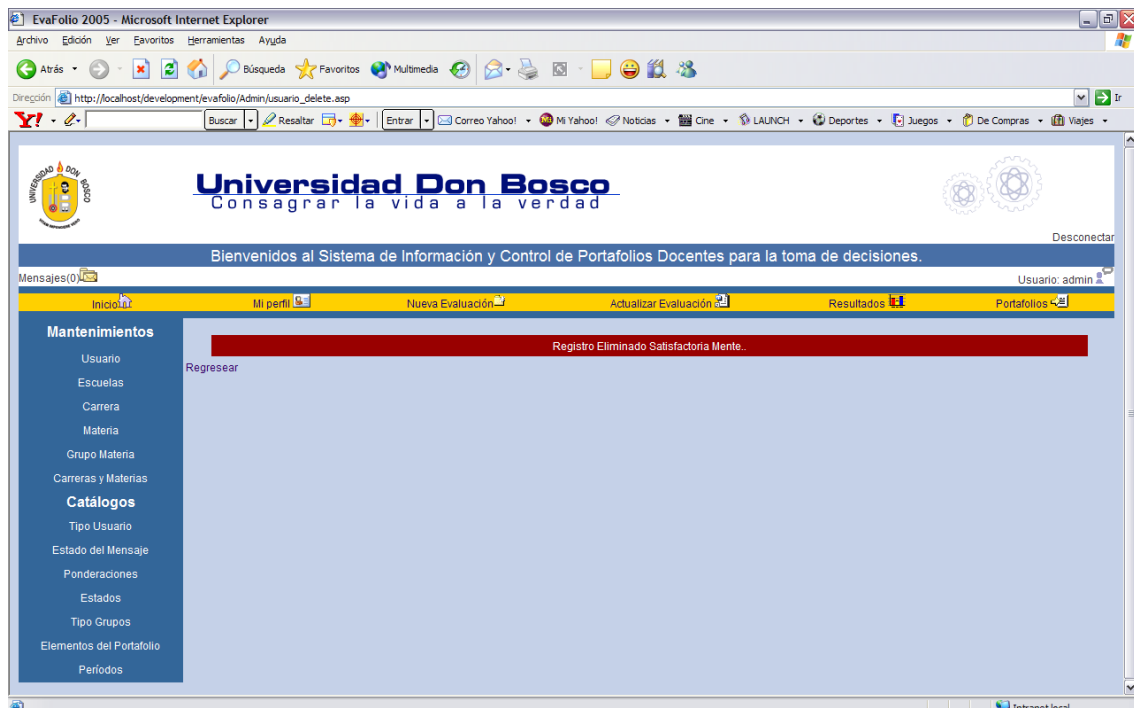 EvaFolio 2005 - Microsoft Internet Explorer
Archivo Edición Ver Favoritos Herramientas Ayuda
Atrás Búsqueda Favoritos Multimedia
Dirección http://localhost/development/evafolio/Admin/usuario_delete.asp Ir
Y! Buscar Resaltar Entrar Correo Yahoo! Mi Yahoo! Noticias Cine LAUNCH Deportes Juegos De Compras Viajes
UNIVERSIDAD DON BOSCO
Universidad Don Bosco
Consagrar la vida a la verdad
Desconectar
Bienvenidos al Sistema de Información y Control de Portafolios Docentes para la toma de decisiones.
Mensajes(0) Usuario: admin
Inicio Mi perfil Nueva Evaluación Actualizar Evaluación Resultados Portafolios
Mantenimientos
Registro Eliminado Satisfactoria Mente..
Regresear
Usuario
Escuelas
Carrera
Materia
Grupo Materia
Carreras y Materias
Catálogos
Tipo Usuario
Estado del Mensaje
Ponderaciones
Estados
Tipo Grupos
Elementos del Portafolio
Períodos
Intranet local